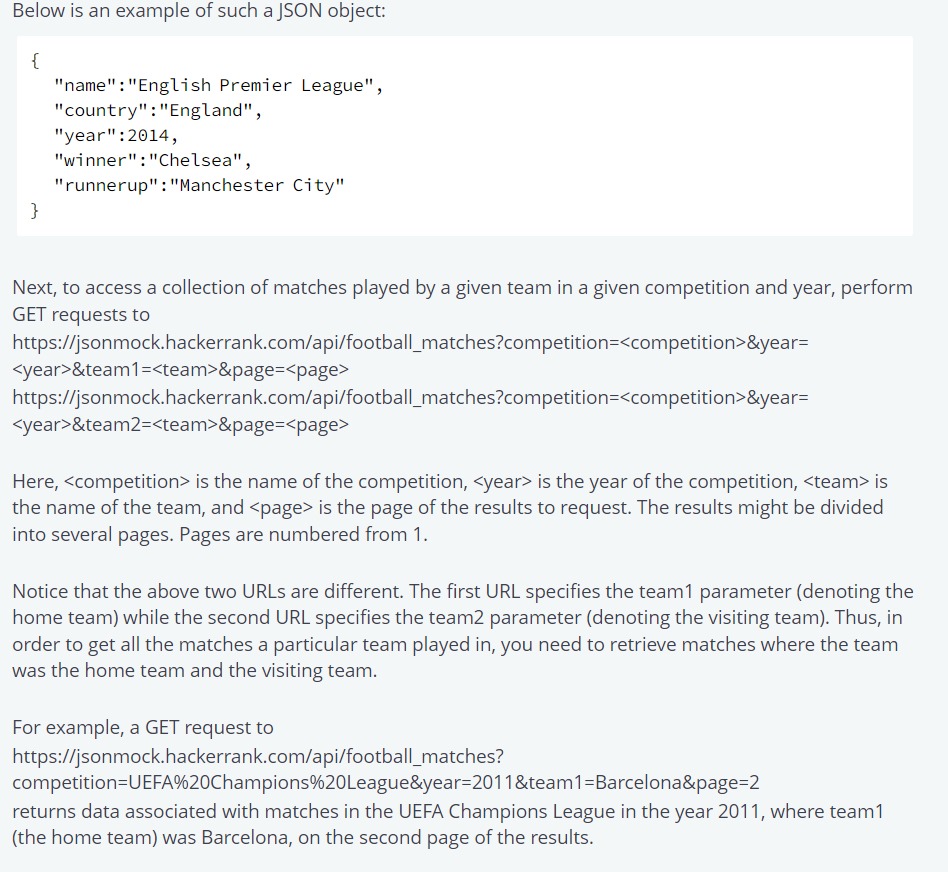 Below is an example of such a JSON object:
{
"name":"English Premier League",
"country":"England",
"year":2014,
"winner":"Chelsea",
"runnerup":"Manchester City"
}
Next, to access a collection of matches played by a given team in a given competition and year, perform
GET requests to
https://jsonmock.hackerrank.com/api/football_matches?competition=<competition>&year=
<year>&team1=<team>&page=<page>
https://jsonmock.hackerrank.com/api/football_matches?competition=<competition>&year=
<year>&team2=<team>&page=<page>
Here, <competition> is the name of the competition, <year> is the year of the competition, <team> is
the name of the team, and <page> is the page of the results to request. The results might be divided
into several pages. Pages are numbered from 1.
Notice that the above two URLs are different. The first URL specifies the team1 parameter (denoting the
home team) while the second URL specifies the team2 parameter (denoting the visiting team). Thus, in
order to get all the matches a particular team played in, you need to retrieve matches where the team
was the home team and the visiting team.
For example, a GET request to
https://jsonmock.hackerrank.com/api/football_matches?
competition=UEFA%20Champions%20League&year=2011&team1=Barcelona&page=2
returns data associated with matches in the UEFA Champions League in the year 2011, where team1
(the home team) was Barcelona, on the second page of the results.